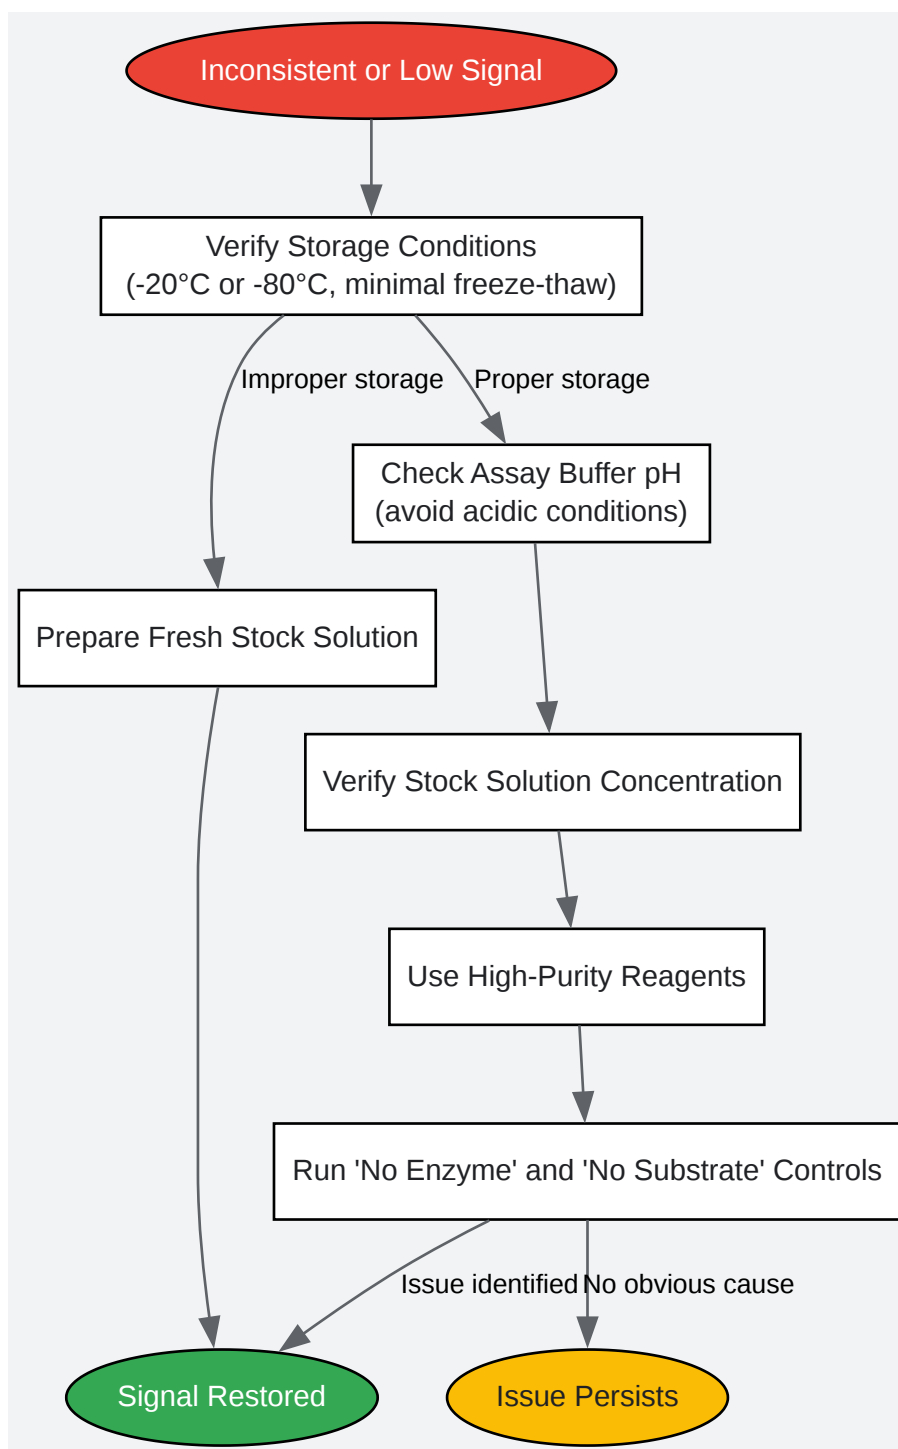 Inconsistent or Low Signal
Verify Storage Conditions
(-20°C or -80°C, minimal freeze-thaw)
Improper storage
Proper storage
Check Assay Buffer pH
(avoid acidic conditions)
Prepare Fresh Stock Solution
Verify Stock Solution Concentration
Use High-Purity Reagents
Run 'No Enzyme' and 'No Substrate' Controls
Issue identified
No obvious cause
Signal Restored
Issue Persists